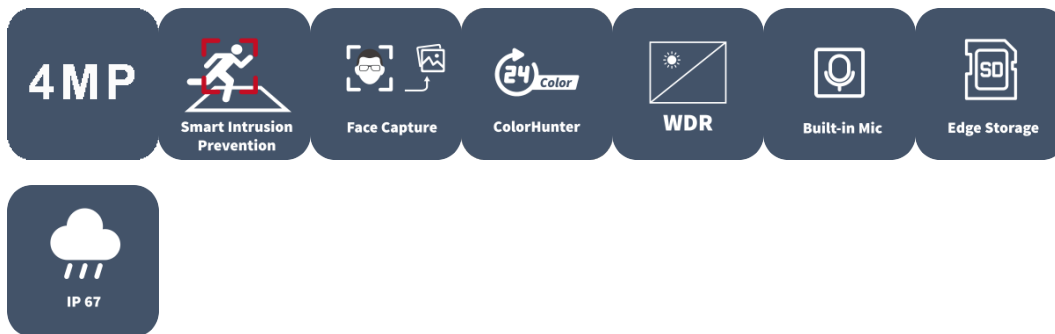 4MP
Smart Intrusion
Prevention
Face Capture
24 Color
ColorHunter
WDR
Built-in Mic
SD
Edge Storage
IP 67